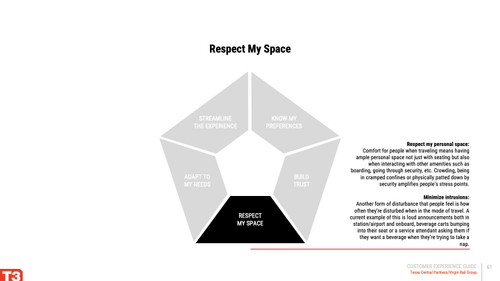 Respect My Space
STREAMLINE
THE EXPERIENCE
KNOW MY
PREFERENCES
ADAPT TO
MY NEEDS
BUILD
TRUST
RESPECT
MY SPACE
Respect my personal space:
Comfort for people when traveling means having
ample personal space not just with seating but also
when interacting with other amenities such as
boarding, going through security, etc. Crowding, being
in cramped confines or physically patted down by
security amplifies people's stress points.
Minimize intrusions:
Another form of disturbance that people feel is how
often they're disturbed when in the mode of travel. A
current example of this is loud announcements both in
station/airport and onboard, beverage carts bumping
into their seat or a service attendant asking them if
they want a beverage when they're trying to take a
nap.
T3
CUSTOMER EXPERIENCE GUIDE
Texas Central Partners/Virgin Rail Group